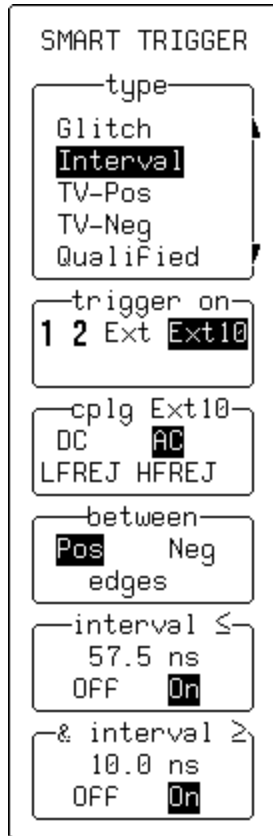 SMART TRIGGER
type
Glitch
Interval
TV-Pos
TV-Neg
Qualified
trigger on
1 2 Ext Ext10
cplg Ext10
DC AC
LFREJ HFREJ
between
Pos Neg
edges
interval ≤
57.5 ns
OFF On
& interval ≥
10.0 ns
OFF On